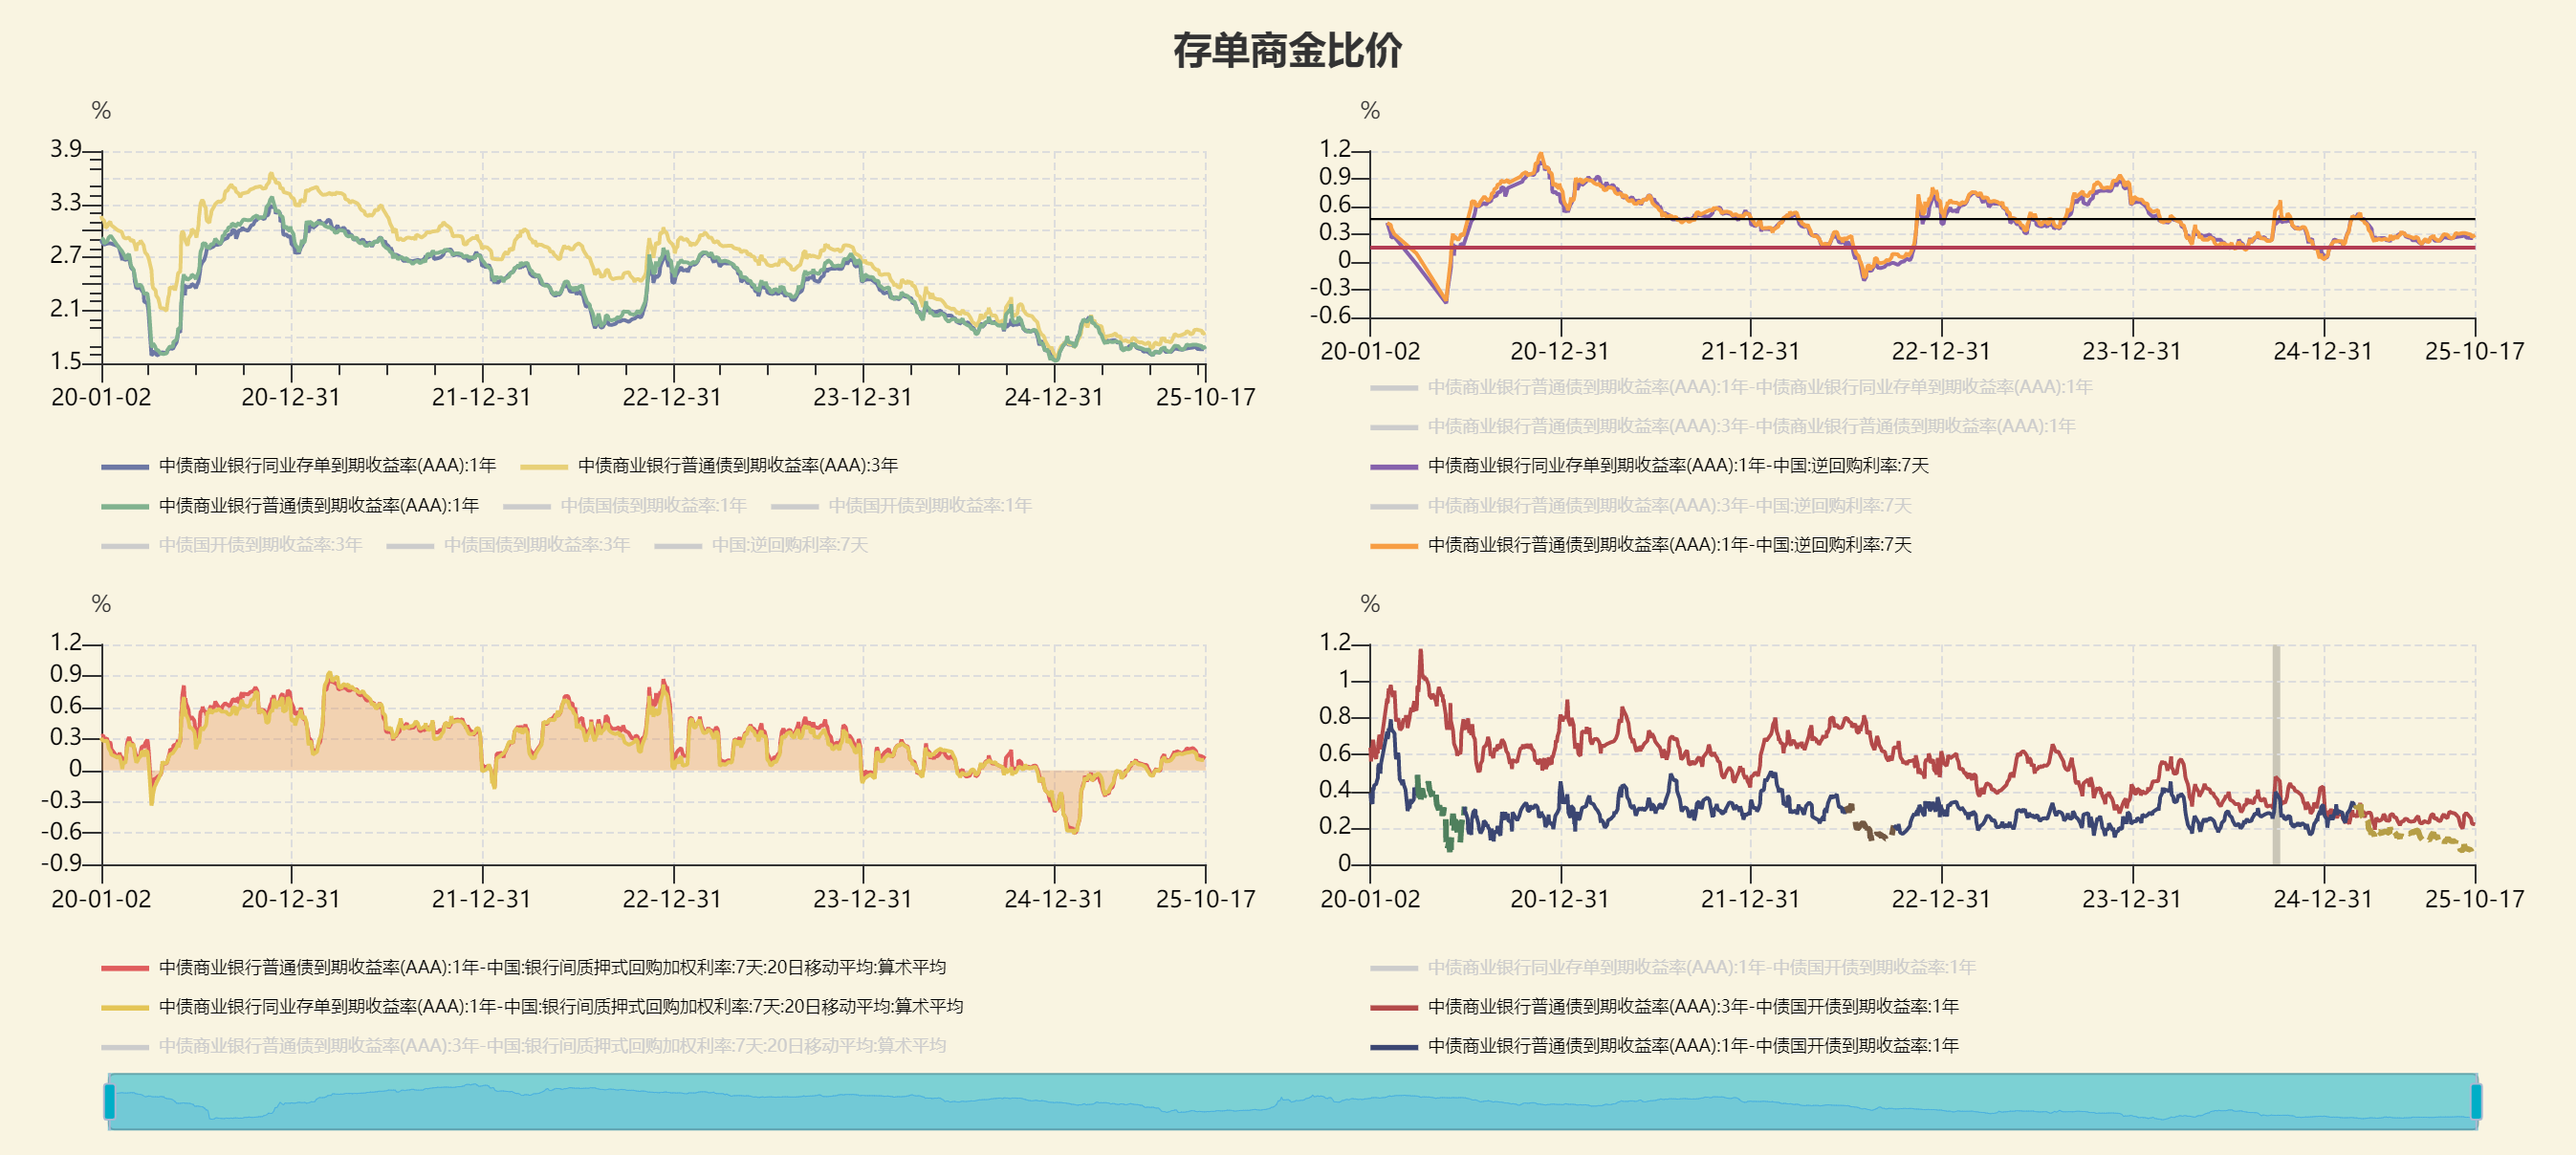 存单商金比价
%
3.9
3.3
2.7
2.1
1.5
20-01-02 20-12-31 21-12-31 22-12-31 23-12-31 24-12-31 25-10-17
中债商业银行同业存单到期收益率(AAA):1年 中债商业银行普通债到期收益率(AAA):3年
中债商业银行普通债到期收益率(AAA):1年 中债国债到期收益率:1年 中债国开债到期收益率:1年
中债国开债到期收益率:3年 中债国债到期收益率:3年 中国:逆回购利率:7天
%
1.2
0.9
0.6
0.3
0
-0.3
-0.6
20-01-02 20-12-31 21-12-31 22-12-31 23-12-31 24-12-31 25-10-17
中债商业银行普通债到期收益率(AAA):1年-中债商业银行同业存单到期收益率(AAA):1年
中债商业银行普通债到期收益率(AAA):3年-中债商业银行普通债到期收益率(AAA):1年
中债商业银行同业存单到期收益率(AAA):1年-中国:逆回购利率:7天
中债商业银行普通债到期收益率(AAA):3年-中国:逆回购利率:7天
中债商业银行普通债到期收益率(AAA):1年-中国:逆回购利率:7天
%
1.2
0.9
0.6
0.3
0
-0.3
-0.6
-0.9
20-01-02 20-12-31 21-12-31 22-12-31 23-12-31 24-12-31 25-10-17
中债商业银行普通债到期收益率(AAA):1年-中国:银行间质押式回购加权利率:7天:20日移动平均:算术平均
中债商业银行同业存单到期收益率(AAA):1年-中国:银行间质押式回购加权利率:7天:20日移动平均:算术平均
中债商业银行普通债到期收益率(AAA):3年-中国:银行间质押式回购加权利率:7天:20日移动平均:算术平均
%
1.2
1
0.8
0.6
0.4
0.2
0
20-01-02 20-12-31 21-12-31 22-12-31 23-12-31 24-12-31 25-10-17
中债商业银行同业存单到期收益率(AAA):1年-中债国开债到期收益率:1年
中债商业银行普通债到期收益率(AAA):3年-中债国开债到期收益率:1年
中债商业银行普通债到期收益率(AAA):1年-中债国开债到期收益率:1年